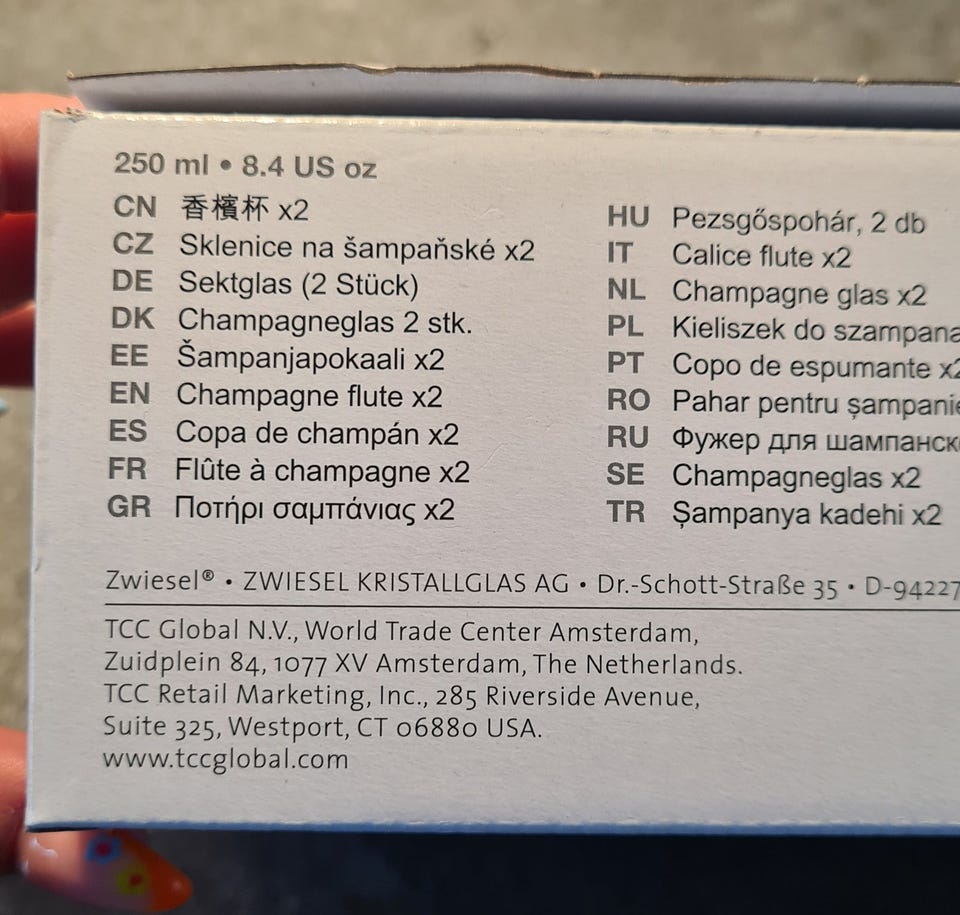 250 ml • 8.4 US oz
CN 香檳杯 x2
CZ Sklenice na šampaňské x2
DE Sektglas (2 Stück)
DK Champagneglas 2 stk.
EE Šampanjapokaali x2
EN Champagne flute x2
ES Copa de champán x2
FR Flûte à champagne x2
GR Ποτήρι σαμπάνιας x2
HU Pezsgőspohár, 2 db
IT Calice flute x2
NL Champagne glas x2
PL Kieliszek do szampana
PT Copo de espumante x2
RO Pahar pentru
RU Фужер для
SE Champagneglas x2
TR Şampanya kadehi x2
Zwiesel® • ZWIESEL KRISTALLGLAS AG • Dr.-Schott-Straße 35 • D-94227
TCC Global N.V., World Trade Center Amsterdam,
Zuidplein 84, 1077 XV Amsterdam, The Netherlands.
TCC Retail Marketing, Inc., 285 Riverside Avenue,
Suite 325, Westport, CT 06880 USA.
www.tccglobal.com